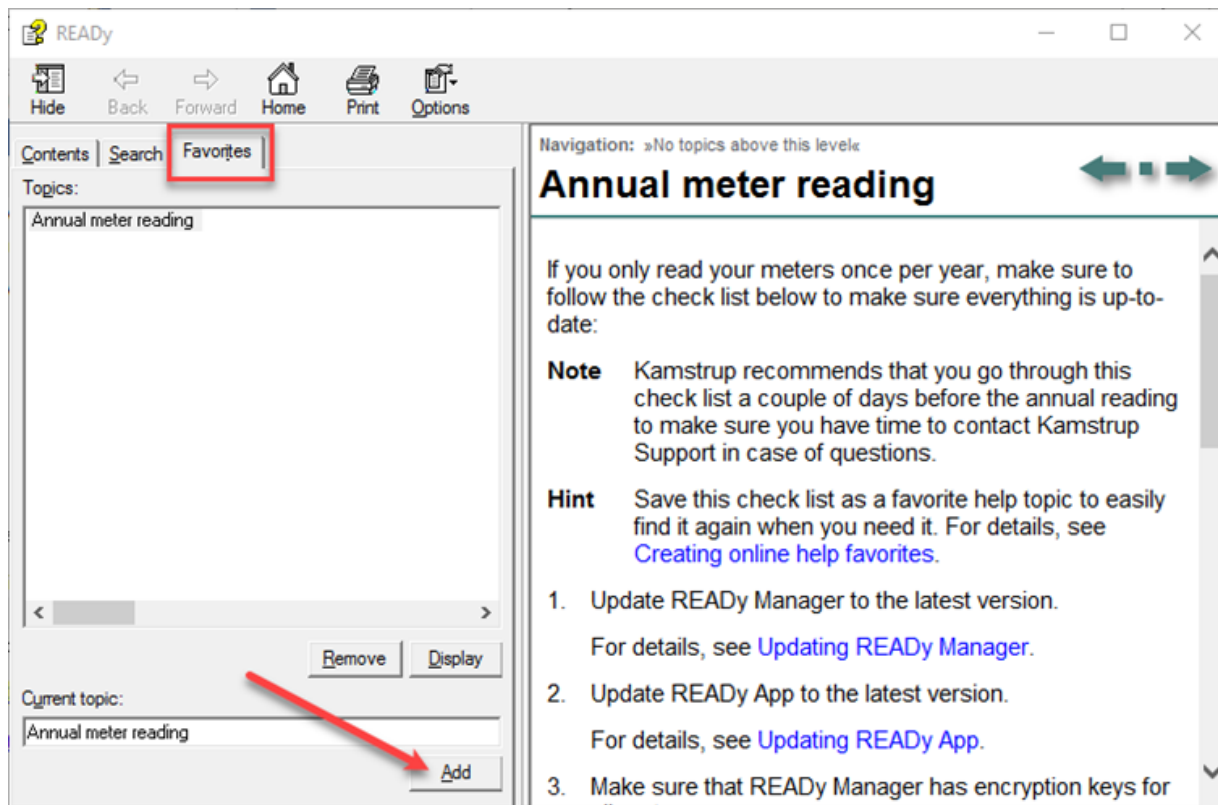 READy
Hide Back Forward Home Print Options
Contents Search Favorites
Topics:
Annual meter reading
Remove Display
Current topic:
Annual meter reading
Add
Navigation: »No topics above this level«
Annual meter reading
If you only read your meters once per year, make sure to
follow the check list below to make sure everything is up-to-
date:
Note Kamstrup recommends that you go through this
check list a couple of days before the annual reading
to make sure you have time to contact Kamstrup
Support in case of questions.
Hint Save this check list as a favorite help topic to easily
find it again when you need it. For details, see
Creating online help favorites.
1. Update READy Manager to the latest version.
For details, see Updating READy Manager.
2. Update READy App to the latest version.
For details, see Updating READy App.
3. Make sure that READy Manager has encryption keys for